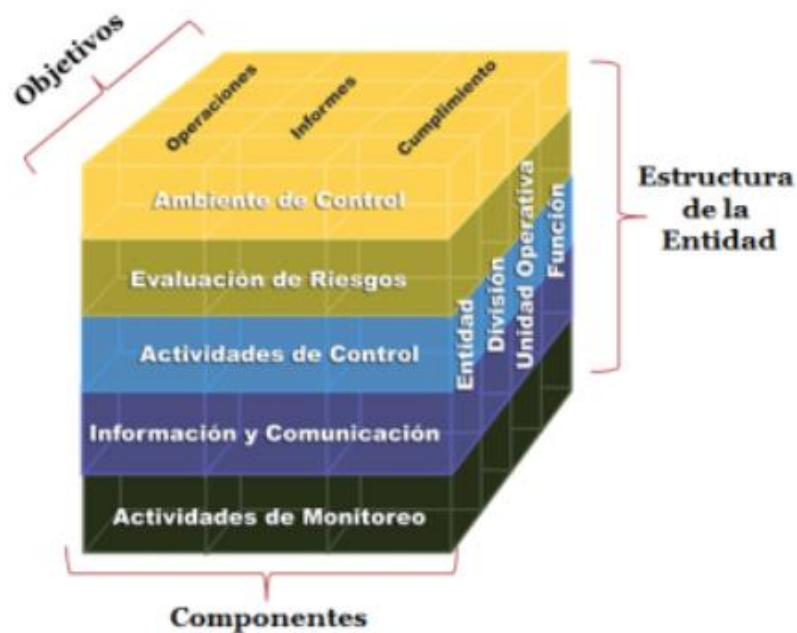 Objetivos
Operaciones
Informes
Cumplimiento
Ambiente de Control
Evaluación de Riesgos
Actividades de Control
Información y Comunicación
Actividades de Monitoreo
Entidad
División
Unidad Operativa
Función
Estructura
de la
Entidad
Componentes